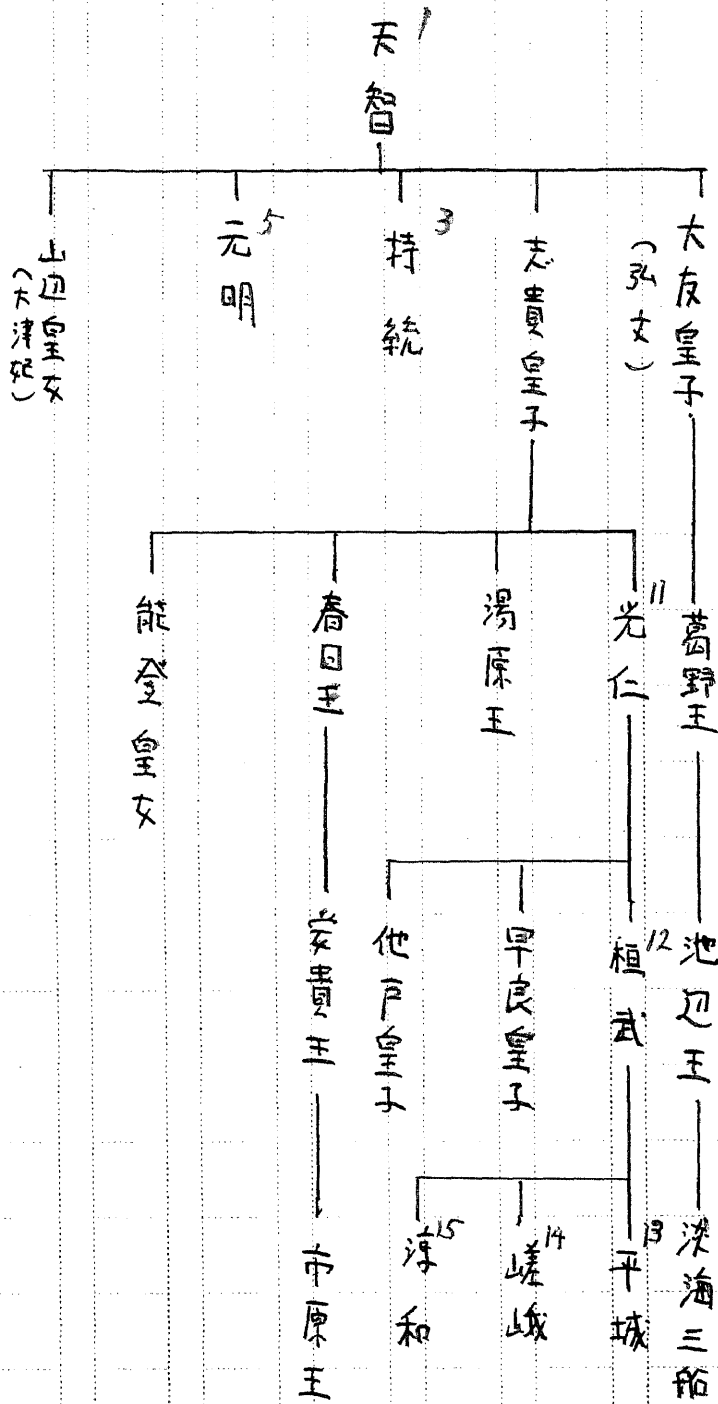 天智 1
大友皇子
(弘文)
志貴皇子
持統 3
元明 5
山辺皇女
(大津妃)
葛野王
光仁 11
湯原王
春日王
能登皇女
池辺王
桓武 12
早良皇子
他戸皇子
安貴王
淡海三船
平城 13
嵯峨 14
淳和 15
市原王